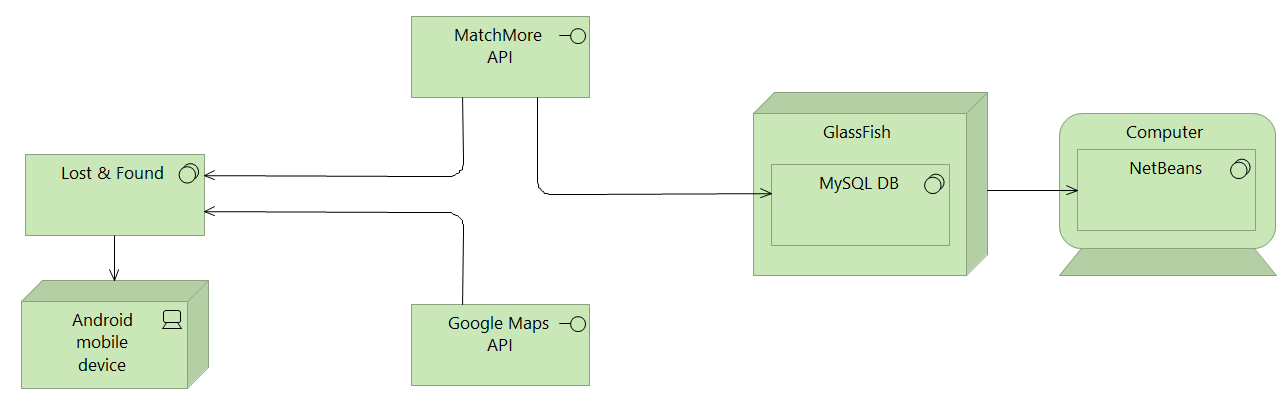 MatchMore
API
GlassFish
Computer
Lost & Found
MySQL DB
NetBeans
Android
mobile
device
Google Maps
API